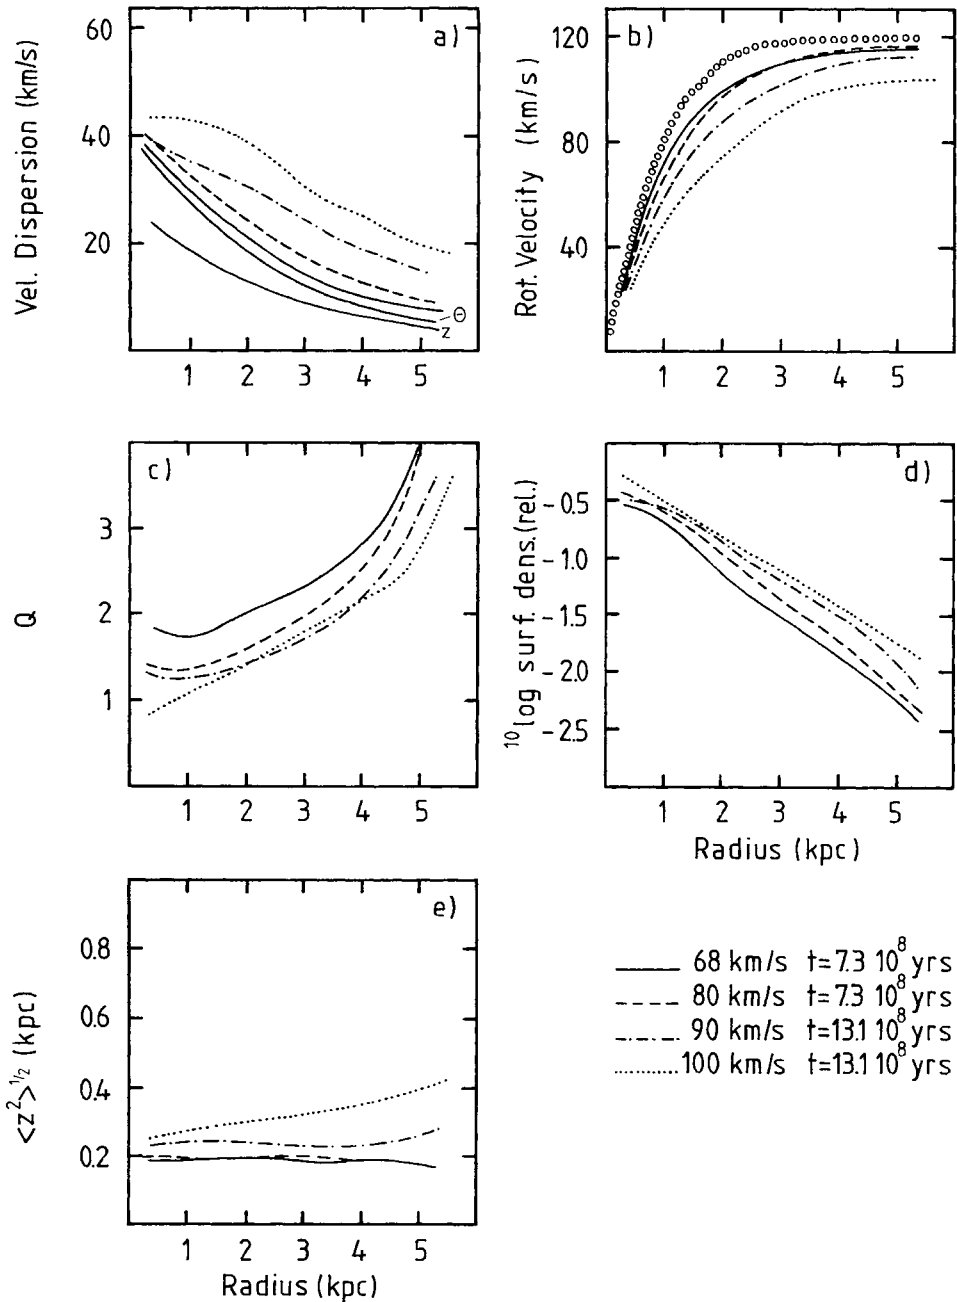 a)
60
40
20
Vel. Dispersion (km/s)
Θ
z
1 2 3 4 5
b)
120
80
40
Rot. Velocity (km/s)
1 2 3 4 5
c)
3
2
1
Q
1 2 3 4 5
d)
-0.5
-1.0
-1.5
-2.0
-2.5
¹⁰log surf. dens.(rel.)
1 2 3 4 5
Radius (kpc)
e)
0.8
0.6
0.4
0.2
<z²>^½ (kpc)
1 2 3 4 5
Radius (kpc)
68 km/s t=7.3 10⁸ yrs
80 km/s t=7.3 10⁸ yrs
90 km/s t=13.1 10⁸ yrs
100 km/s t=13.1 10⁸ yrs